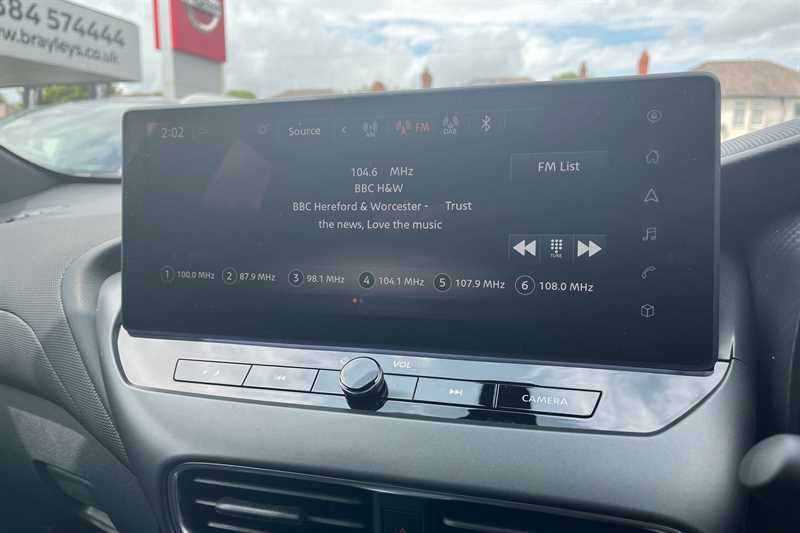 384 574444
www.brayleys.co.uk
2:02 Source AM FM DAB
104.6 MHz
BBC H&W
BBC Hereford & Worcester - Trust
the news, Love the music
FM List
TUNE
1 100.0 MHz 2 87.9 MHz 3 98.1 MHz 4 104.1 MHz 5 107.9 MHz 6 108.0 MHz
VOL
CAMERA